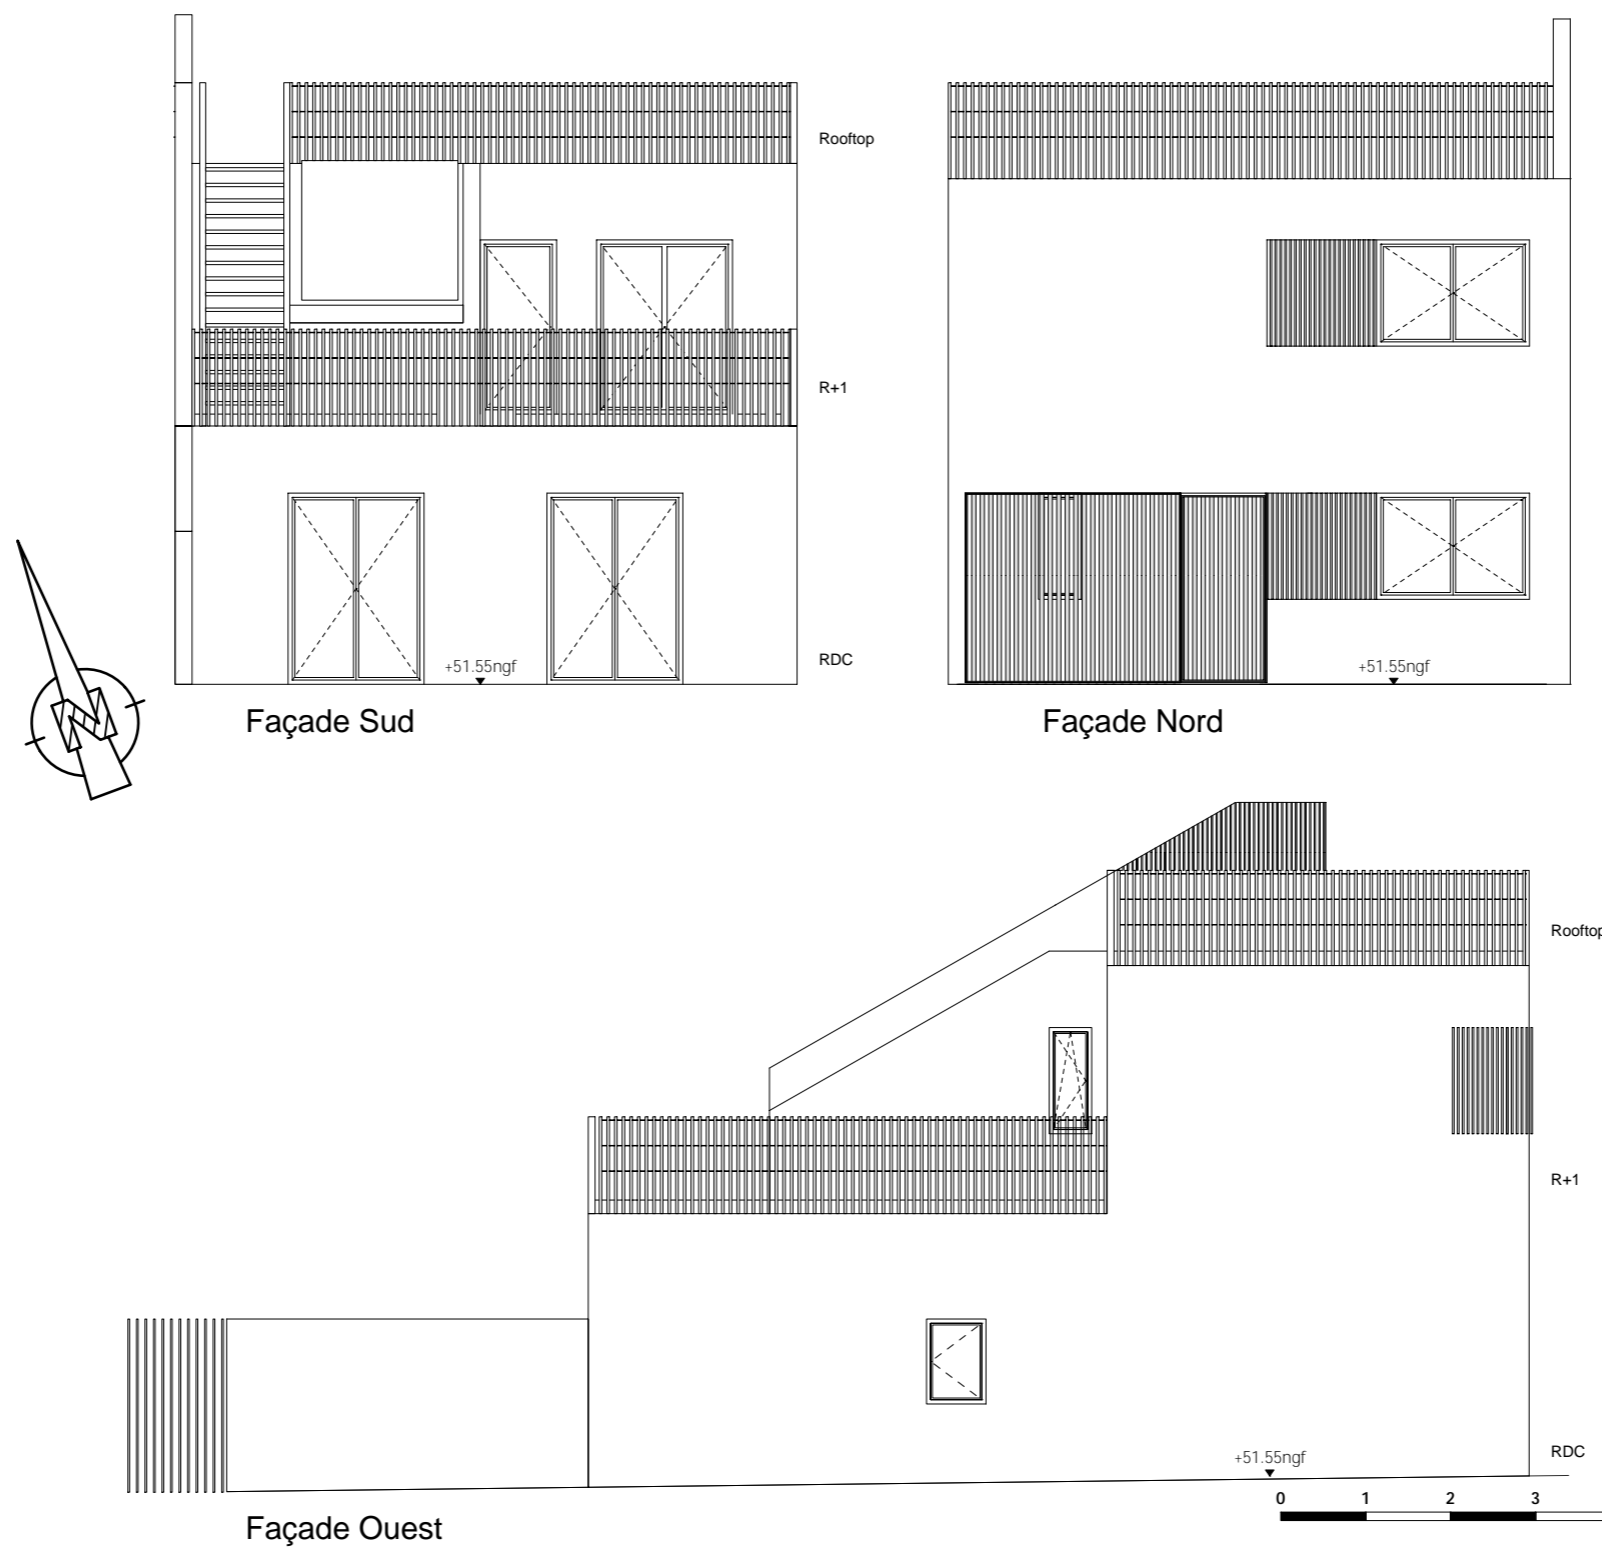 Rooftop
R+1
RDC
+51.55ngf
+51.55ngf
Façade Sud
Façade Nord
N
Rooftop
R+1
RDC
+51.55ngf
0 1 2 3
Façade Ouest